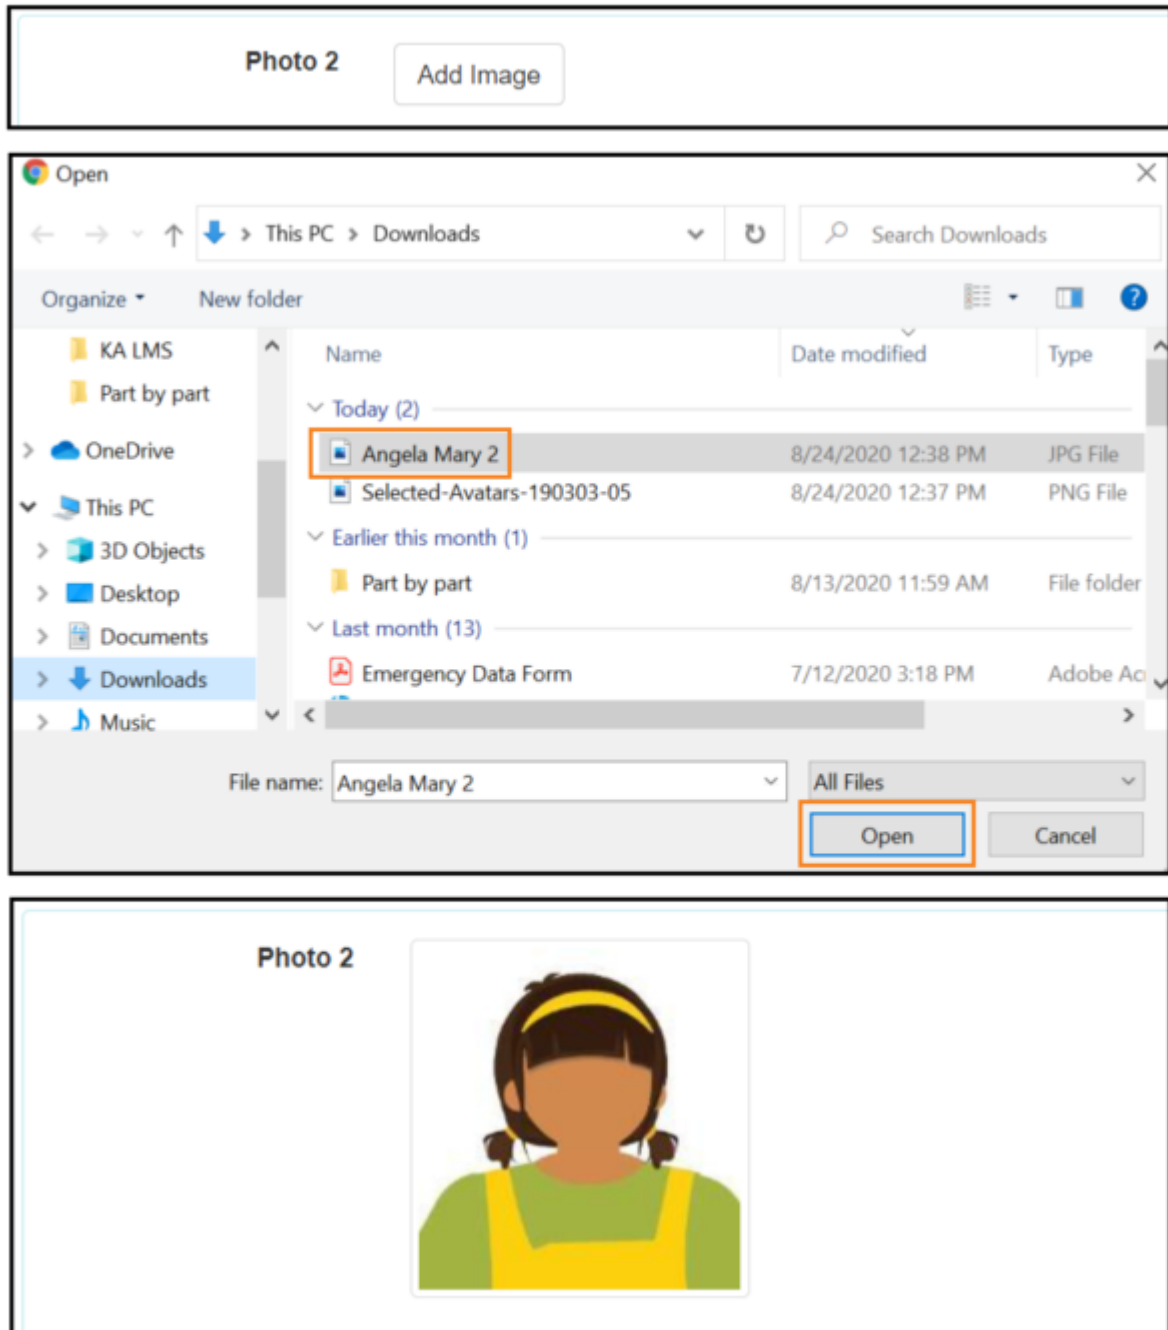 Photo 2 Add Image
Open
This PC > Downloads Search Downloads
Organize New folder
KA LMS Name Date modified Type
Part by part Today (2)
OneDrive Angela Mary 2 8/24/2020 12:38 PM JPG File
This PC Selected-Avatars-190303-05 8/24/2020 12:37 PM PNG File
3D Objects Earlier this month (1)
Desktop Part by part 8/13/2020 11:59 AM File folder
Documents Last month (13)
Downloads Emergency Data Form 7/12/2020 3:18 PM Adobe Acr
Music
File name: Angela Mary 2 All Files
Open Cancel
Photo 2